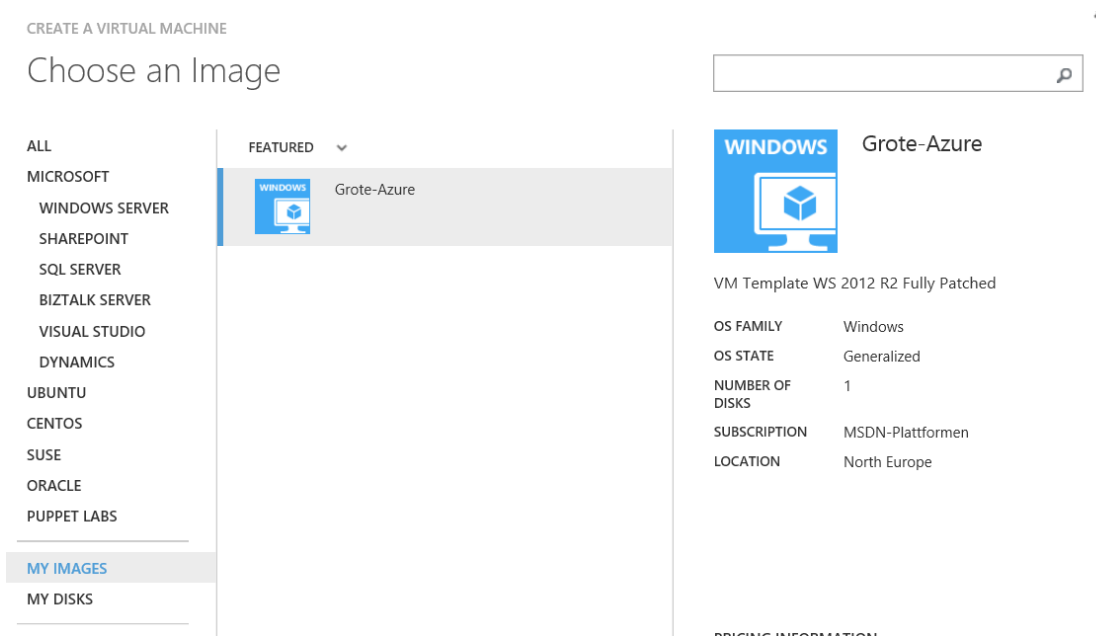 CREATE A VIRTUAL MACHINE
Choose an Image
ALL
MICROSOFT
WINDOWS SERVER
SHAREPOINT
SQL SERVER
BIZTALK SERVER
VISUAL STUDIO
DYNAMICS
UBUNTU
CENTOS
SUSE
ORACLE
PUPPET LABS
MY IMAGES
MY DISKS
FEATURED
WINDOWS
Grote-Azure
WINDOWS
Grote-Azure
VM Template WS 2012 R2 Fully Patched
OS FAMILY Windows
OS STATE Generalized
NUMBER OF 1
DISKS
SUBSCRIPTION MSDN-Plattformen
LOCATION North Europe
PRICING INFORMATION